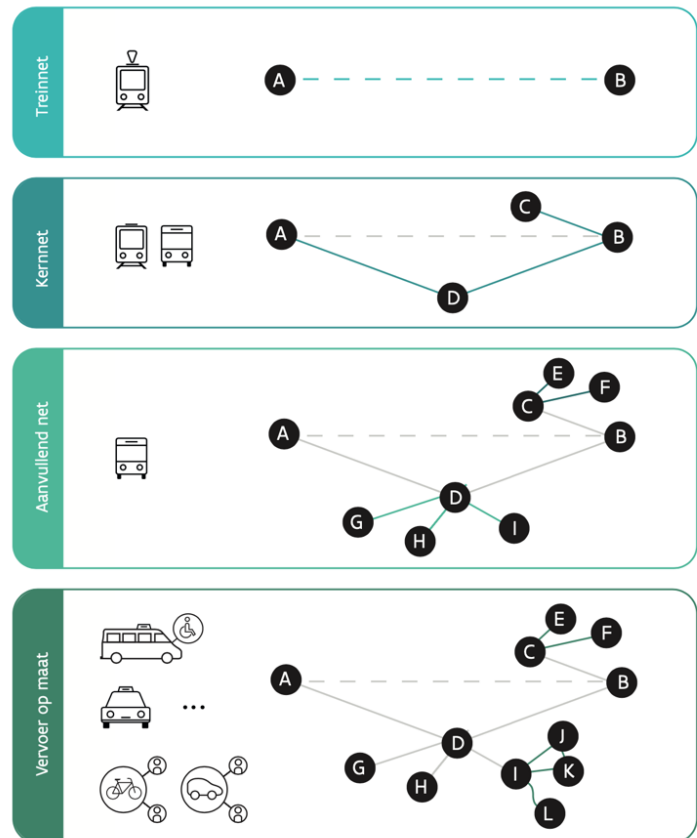 Treinnet
A B
Kernnet
C
A B
D
Aanvullend net
E
F
C
A B
D
G
I
H
Vervoer op maat
E
F
C
A B
D J
G I K
H
L
...